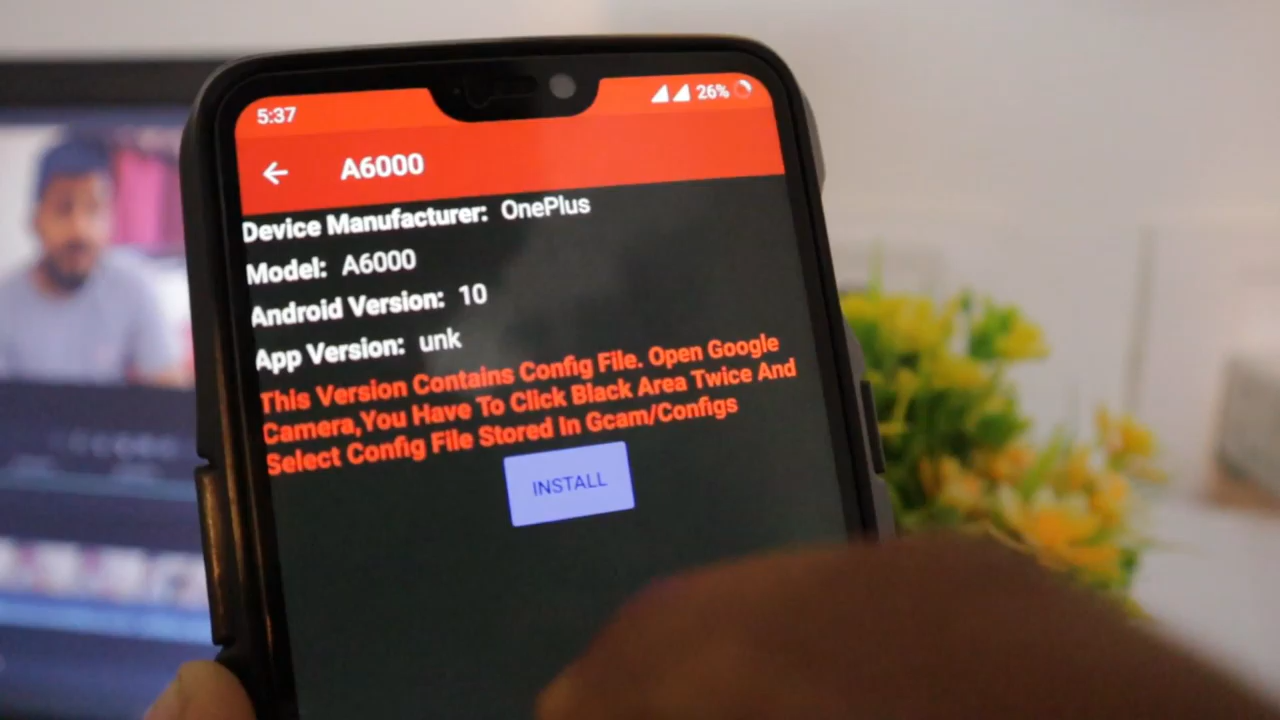 5:37 26%
A6000
Device Manufacturer: OnePlus
Model: A6000
Android Version: 10
App Version: unk
This Version Contains Config File. Open Google
Camera,You Have To Click Black Area Twice And
Select Config File Stored In Gcam/Configs
INSTALL